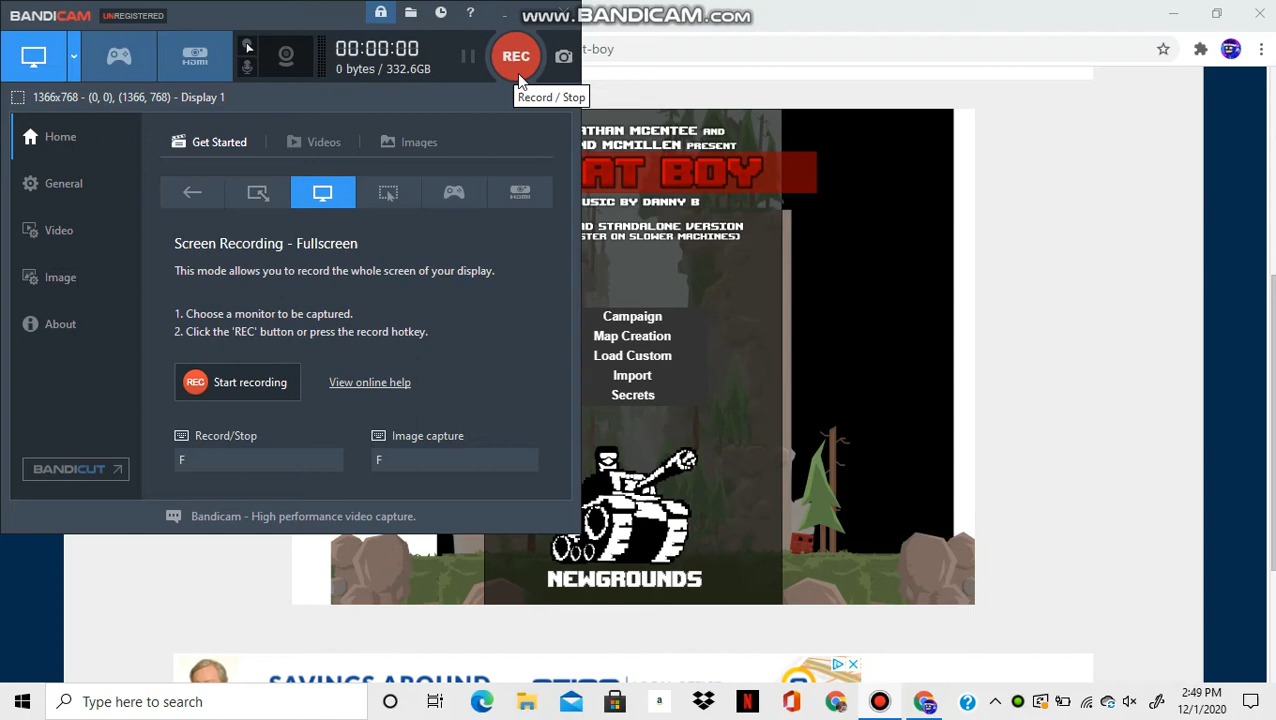 BANDICAM UNREGISTERED
www.BANDICAM.com
HDMI
00:00:00
0 bytes / 332.6GB
REC
t-boy
Record / Stop
1366x768 - (0, 0), (1366, 768) - Display 1
Home
General
Video
Image
About
BANDICUT
Get Started
Videos
Images
HDMI
Screen Recording - Fullscreen
This mode allows you to record the whole screen of your display.
1. Choose a monitor to be captured.
2. Click the 'REC' button or press the record hotkey.
REC Start recording
View online help
Record/Stop
Image capture
F
F
Bandicam - High performance video capture.
ATHAN MCENTEE AND
ND MCMILLEN PRESENT
AT BOY
USIC BY DANNY B
AD STANDALONE VERSION
STER ON SLOWER MACHINES)
Campaign
Map Creation
Load Custom
Import
Secrets
NEWGROUNDS
SAVINGS AROUND
Type here to search
2:49 PM
12/1/2020